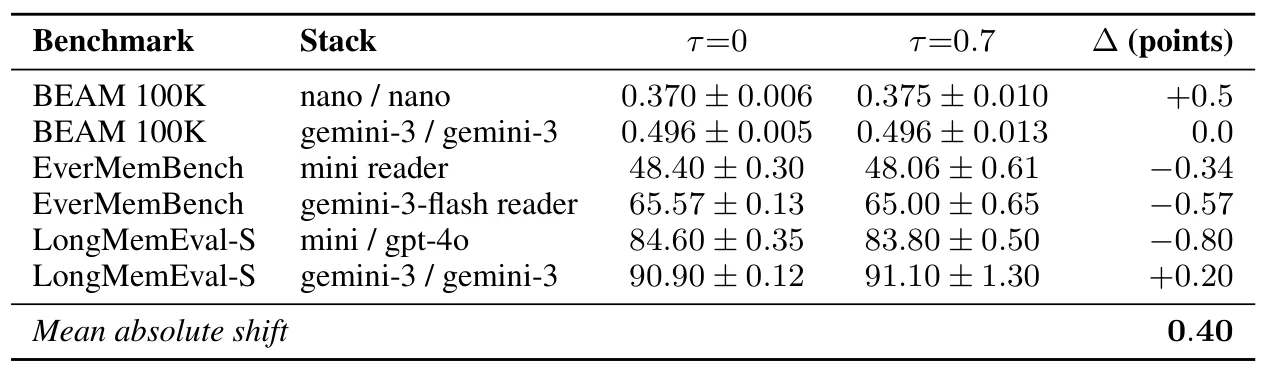 Benchmark Stack τ=0 τ=0.7 Δ (points)
BEAM 100K nano / nano 0.370 ± 0.006 0.375 ± 0.010 +0.5
BEAM 100K gemini-3 / gemini-3 0.496 ± 0.005 0.496 ± 0.013 0.0
EverMemBench mini reader 48.40 ± 0.30 48.06 ± 0.61 −0.34
EverMemBench gemini-3-flash reader 65.57 ± 0.13 65.00 ± 0.65 −0.57
LongMemEval-S mini / gpt-4o 84.60 ± 0.35 83.80 ± 0.50 −0.80
LongMemEval-S gemini-3 / gemini-3 90.90 ± 0.12 91.10 ± 1.30 +0.20
Mean absolute shift 0.40